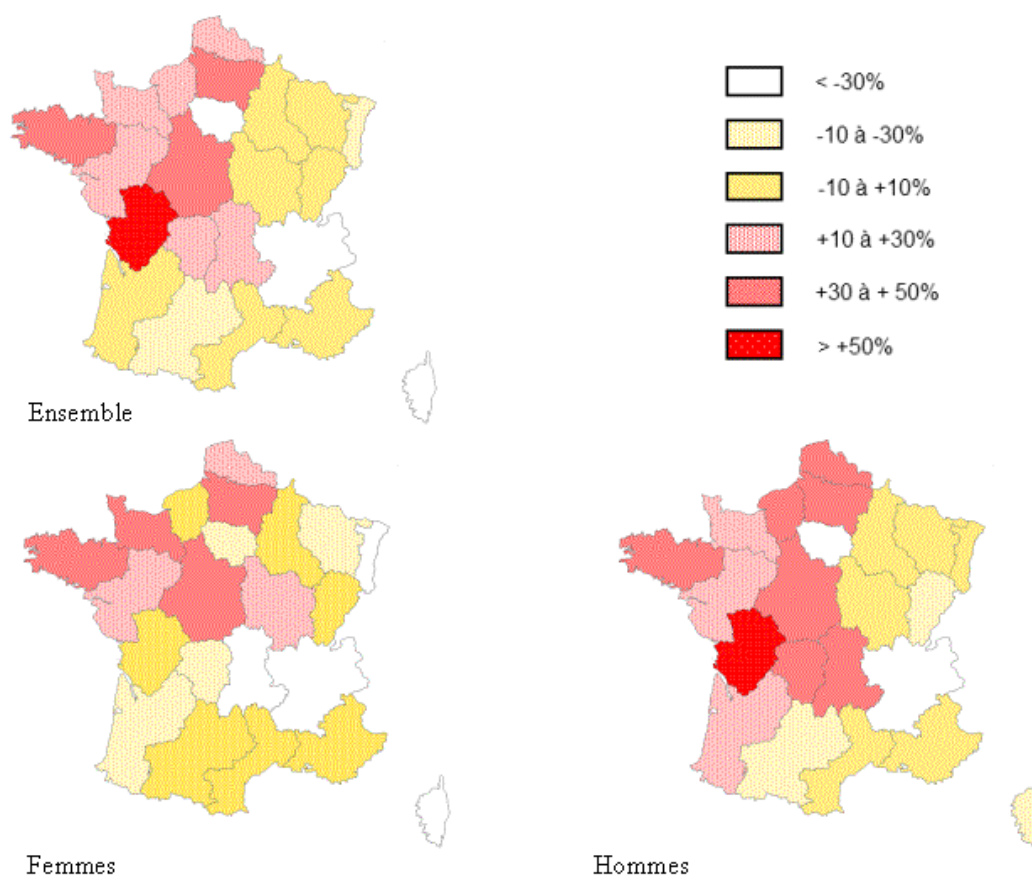 < -30%
-10 à -30%
-10 à +10%
+10 à +30%
+30 à + 50%
> +50%
Ensemble
Femmes
Hommes